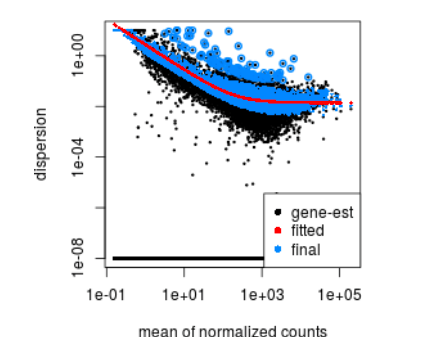 1e+00
1e-04
1e-08
dispersion
gene-est
fitted
final
1e-01 1e+01 1e+03 1e+05
mean of normalized counts